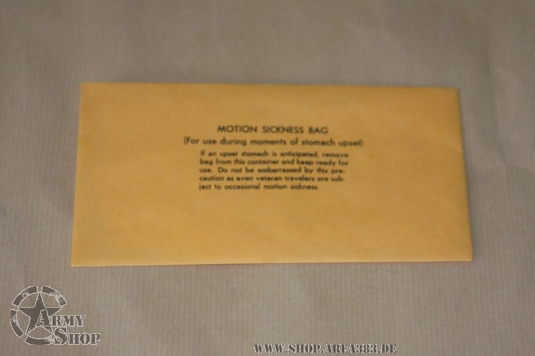 MOTION SICKNESS BAG
(For use during moments of stomach upset)
If an upset stomach is anticipated, remove
bag from this container and keep ready for
use. Do not be embarrassed by this pre-
caution as even veteran travelers are sub-
ject to occasional motion sickness.
ARMY
SHOP
WWW.SHOP.AREA383.DE